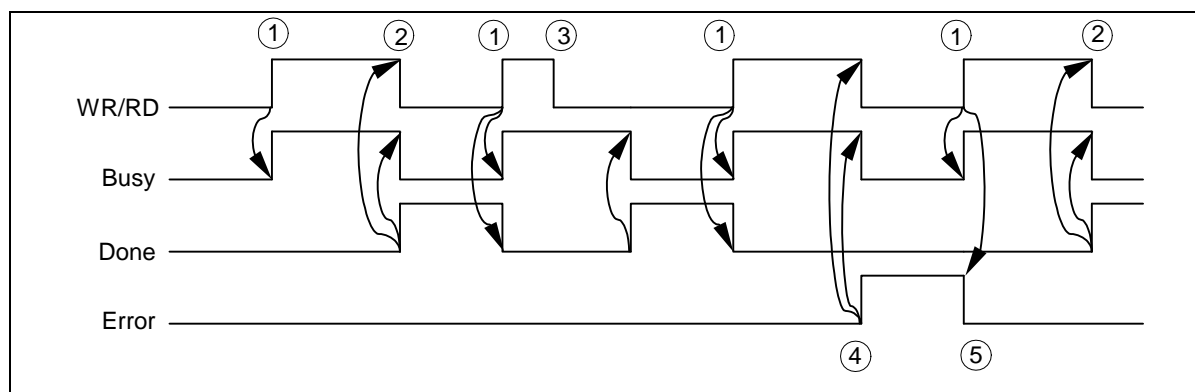 ① ② ① ③ ① ① ②
WR/RD
Busy
Done
Error
④ ⑤